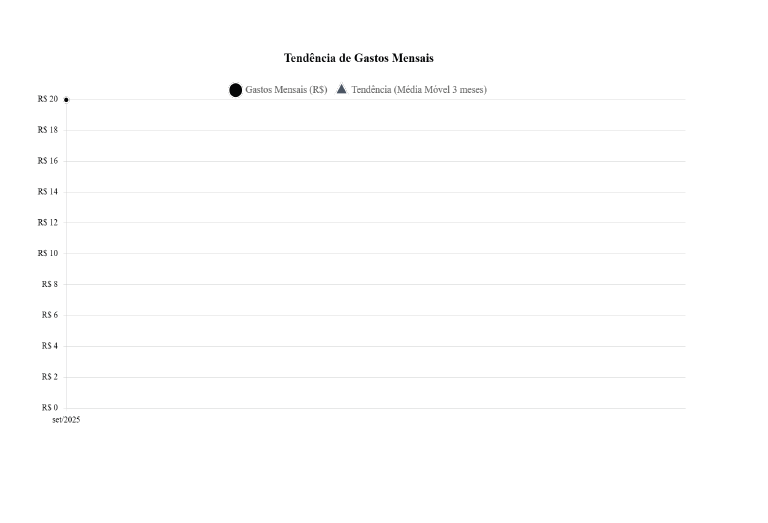 Tendência de Gastos Mensais
Gastos Mensais (R$) Tendência (Média Móvel 3 meses)
R$ 20
R$ 18
R$ 16
R$ 14
R$ 12
R$ 10
R$ 8
R$ 6
R$ 4
R$ 2
R$ 0
set/2025